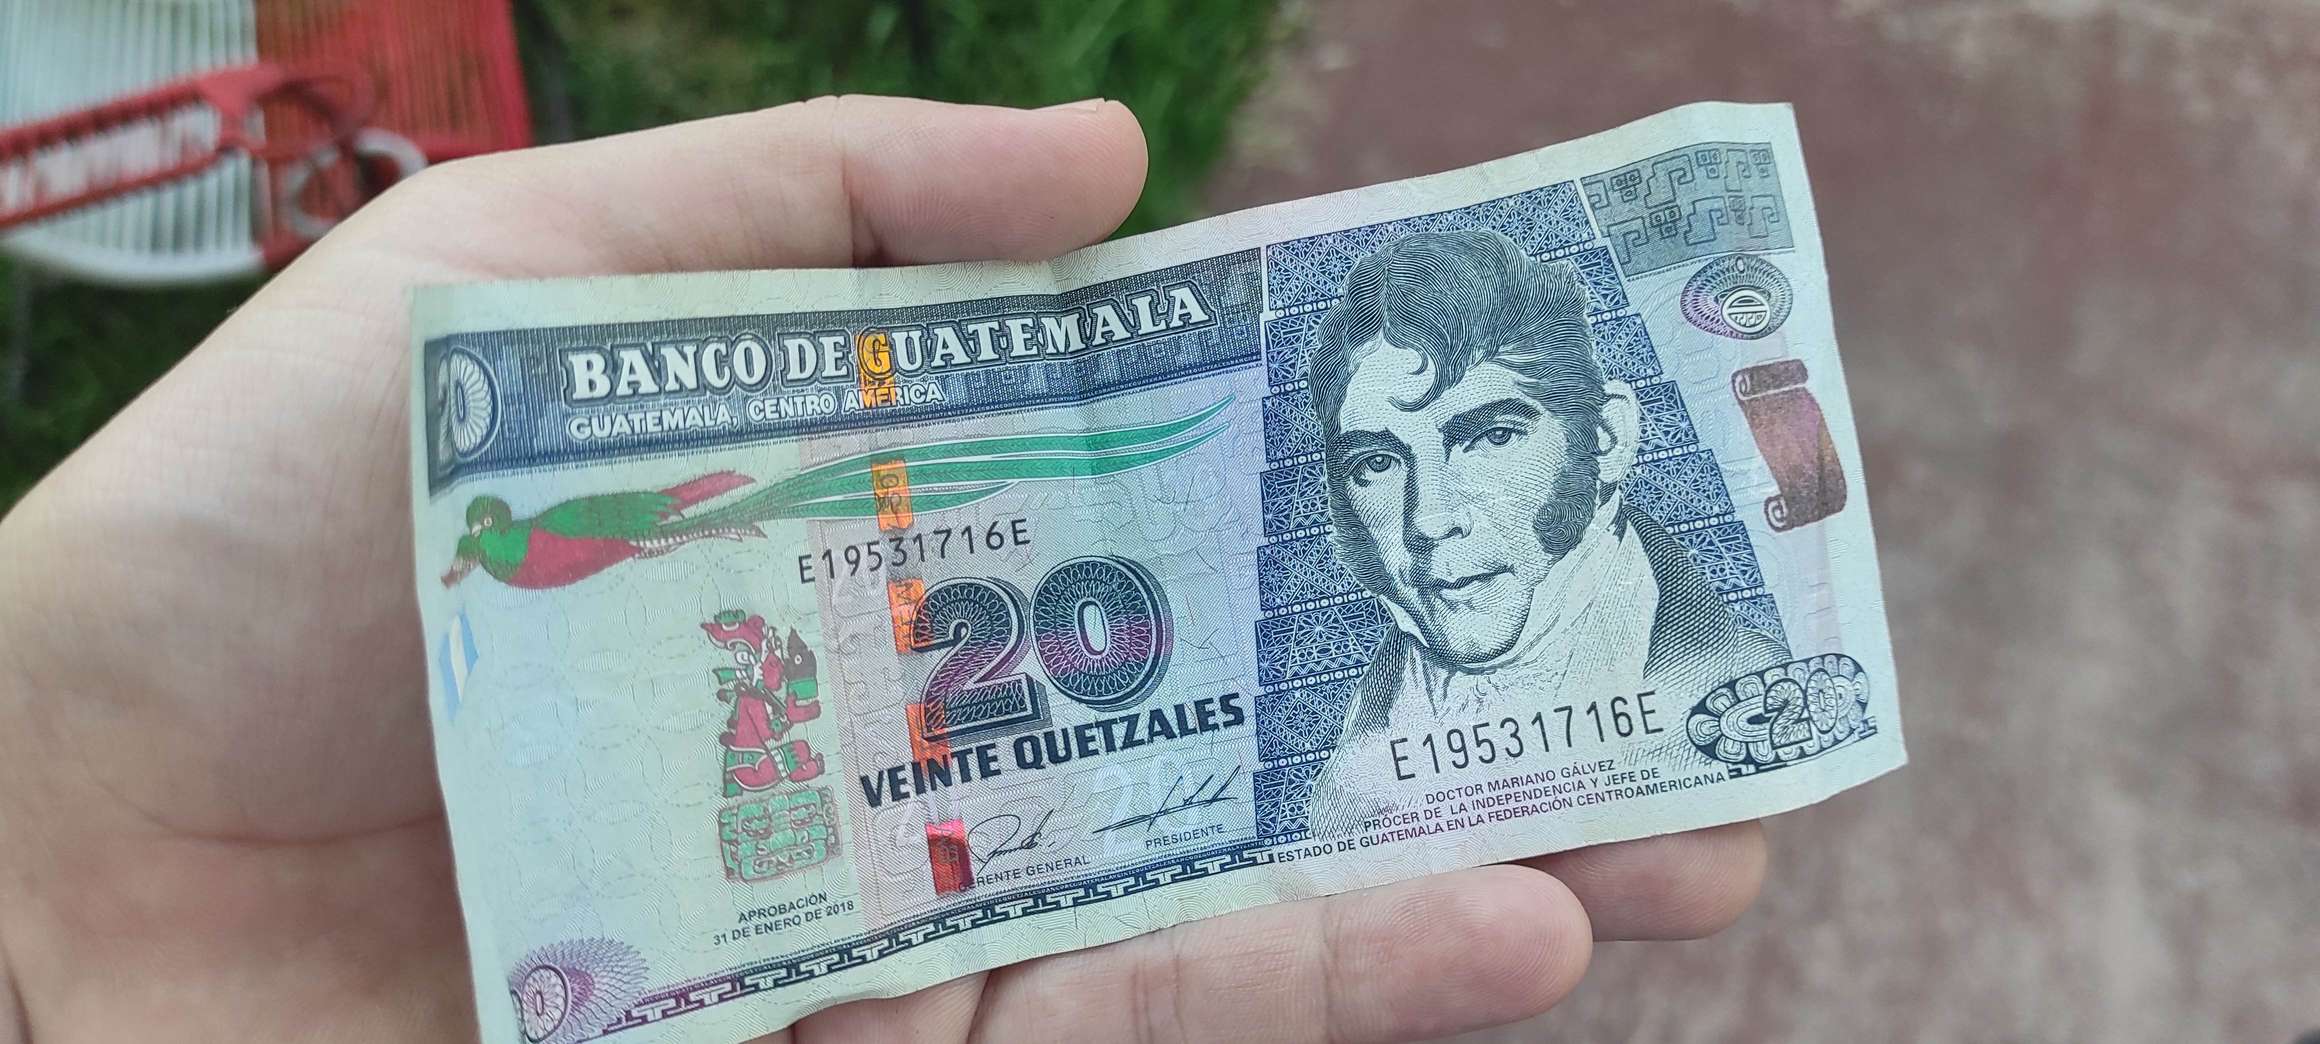 20
BANCO DE GUATEMALA
GUATEMALA, CENTRO AMÉRICA
E19531716E
20
VEINTE QUETZALES
GERENTE GENERAL
PRESIDENTE
APROBACIÓN
31 DE ENERO DE 2018
E19531716E
20
DOCTOR MARIANO GÁLVEZ
PRÓCER DE LA INDEPENDENCIA Y JEFE DE
ESTADO DE GUATEMALA EN LA FEDERACIÓN CENTROAMERICANA